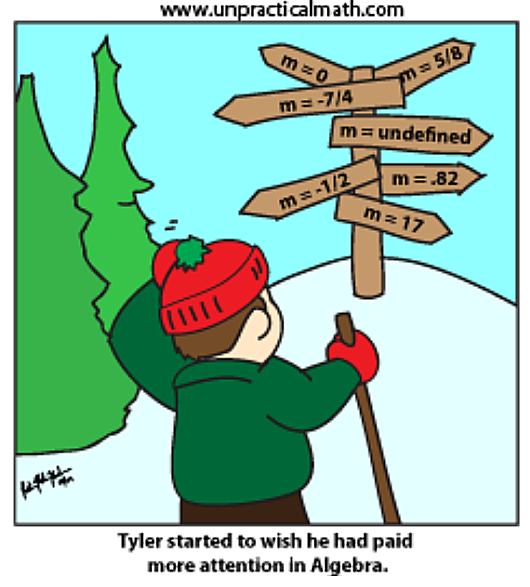 www.unpracticalmath.com
m = 0
m = 5/8
m = -7/4
m = undefined
m = -1/2
m = .82
m = 17
Tyler started to wish he had paid
more attention in Algebra.